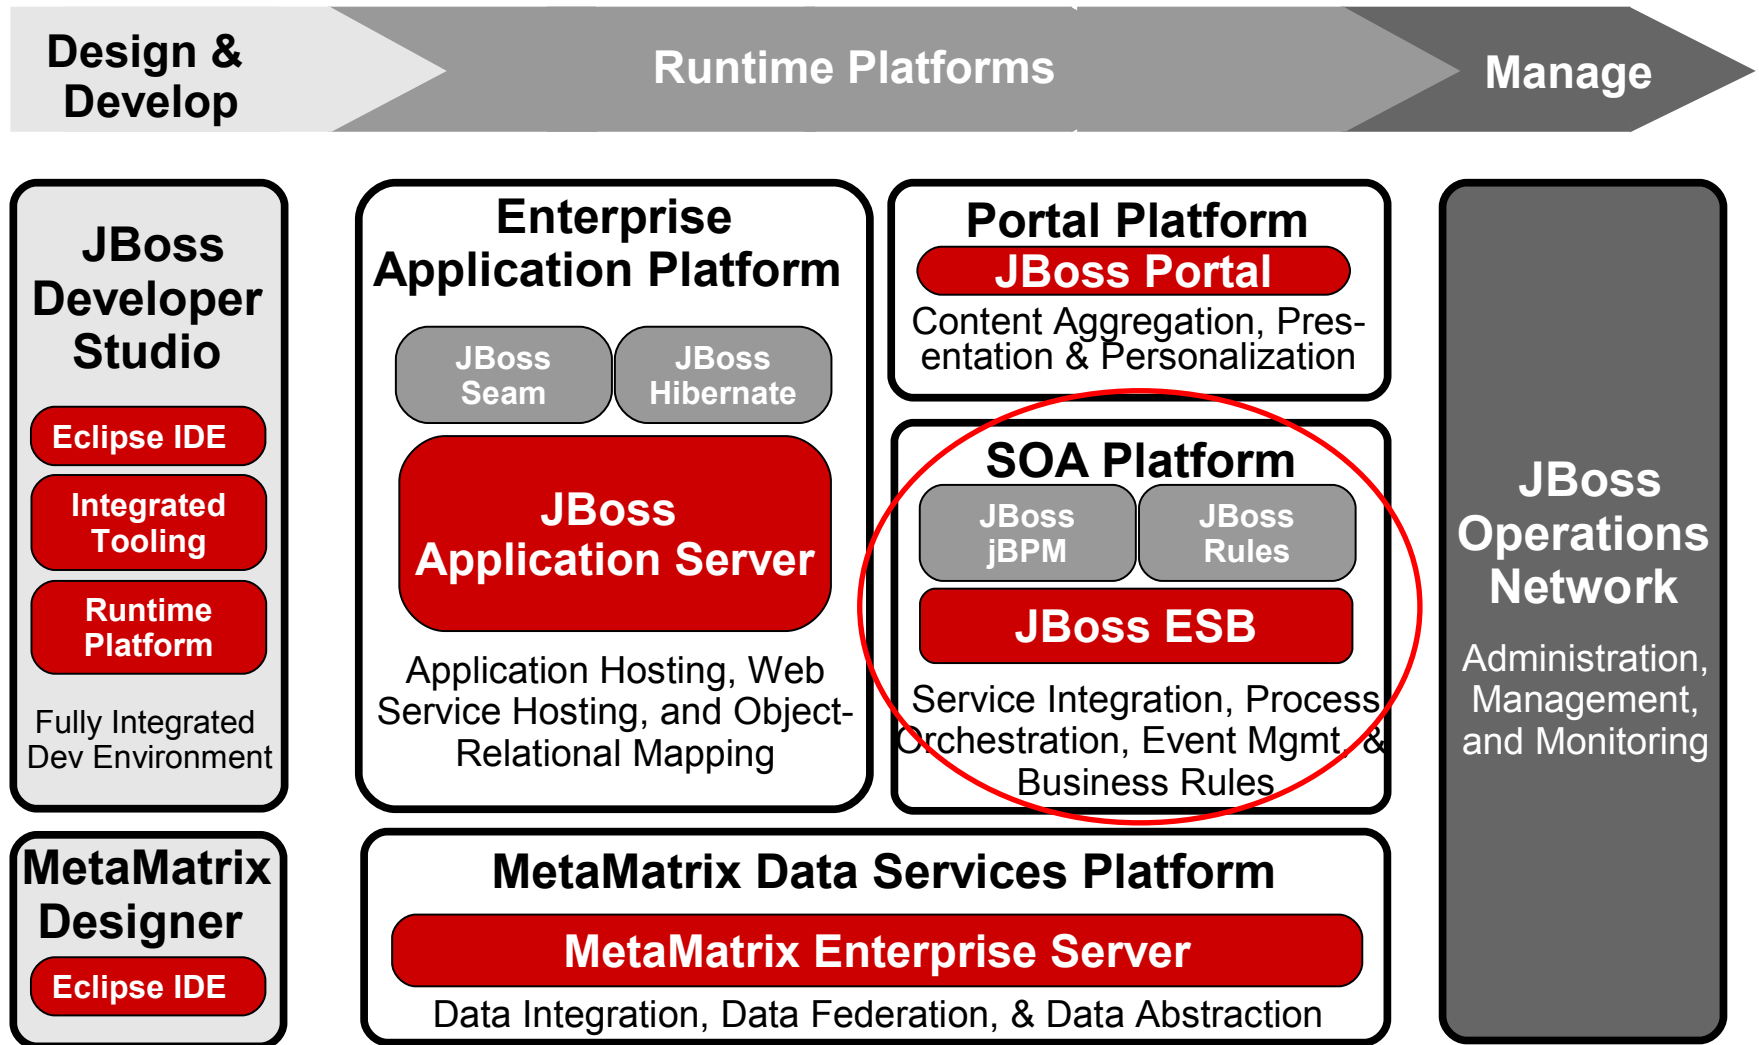 Design &
Develop
Runtime Platforms
Manage
JBoss
Developer
Studio
Eclipse IDE
Integrated
Tooling
Runtime
Platform
Fully Integrated
Dev Environment
MetaMatrix
Designer
Eclipse IDE
Enterprise
Application Platform
JBoss
Seam
JBoss
Hibernate
JBoss
Application Server
Application Hosting, Web
Service Hosting, and Object-
Relational Mapping
Portal Platform
JBoss Portal
Content Aggregation, Pres-
entation & Personalization
SOA Platform
JBoss
jBPM
JBoss
Rules
JBoss ESB
Service Integration, Process
Orchestration, Event Mgmt, &
Business Rules
MetaMatrix Data Services Platform
MetaMatrix Enterprise Server
Data Integration, Data Federation, & Data Abstraction
JBoss
Operations
Network
Administration,
Management,
and Monitoring